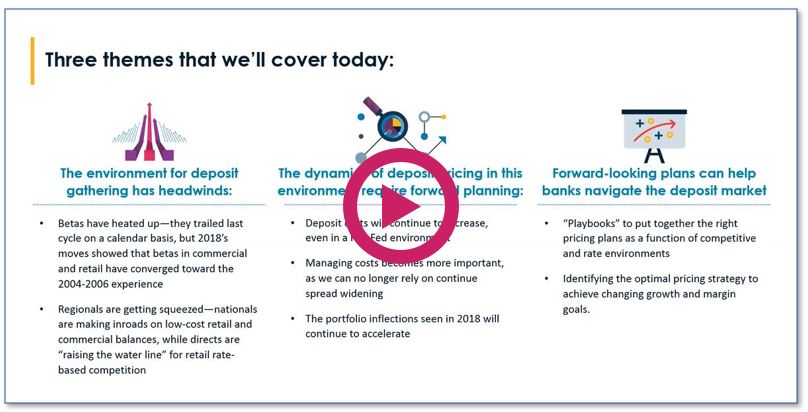 Three themes that we’ll cover today:
The environment for deposit
gathering has headwinds:
• Betas have heated up—they trailed last
cycle on a calendar basis, but 2018’s
moves showed that betas in commercial
and retail have converged toward the
2004-2006 experience
• Regionals are getting squeezed—nationals
are making inroads on low-cost retail and
commercial balances, while directs are
“raising the water line” for retail rate-
based competition
The of deposit pricing in this
environment require forward planning:
• Deposit will continue to
even in a Fed environment
• Managing costs becomes more important,
as we can no longer rely on continue
spread widening
• The portfolio inflections seen in 2018 will
continue to accelerate
Forward-looking plans can help
banks navigate the deposit market
• “Playbooks” to put together the right
pricing plans as a function of competitive
and rate environments
• Identifying the optimal pricing strategy to
achieve changing growth and margin
goals.